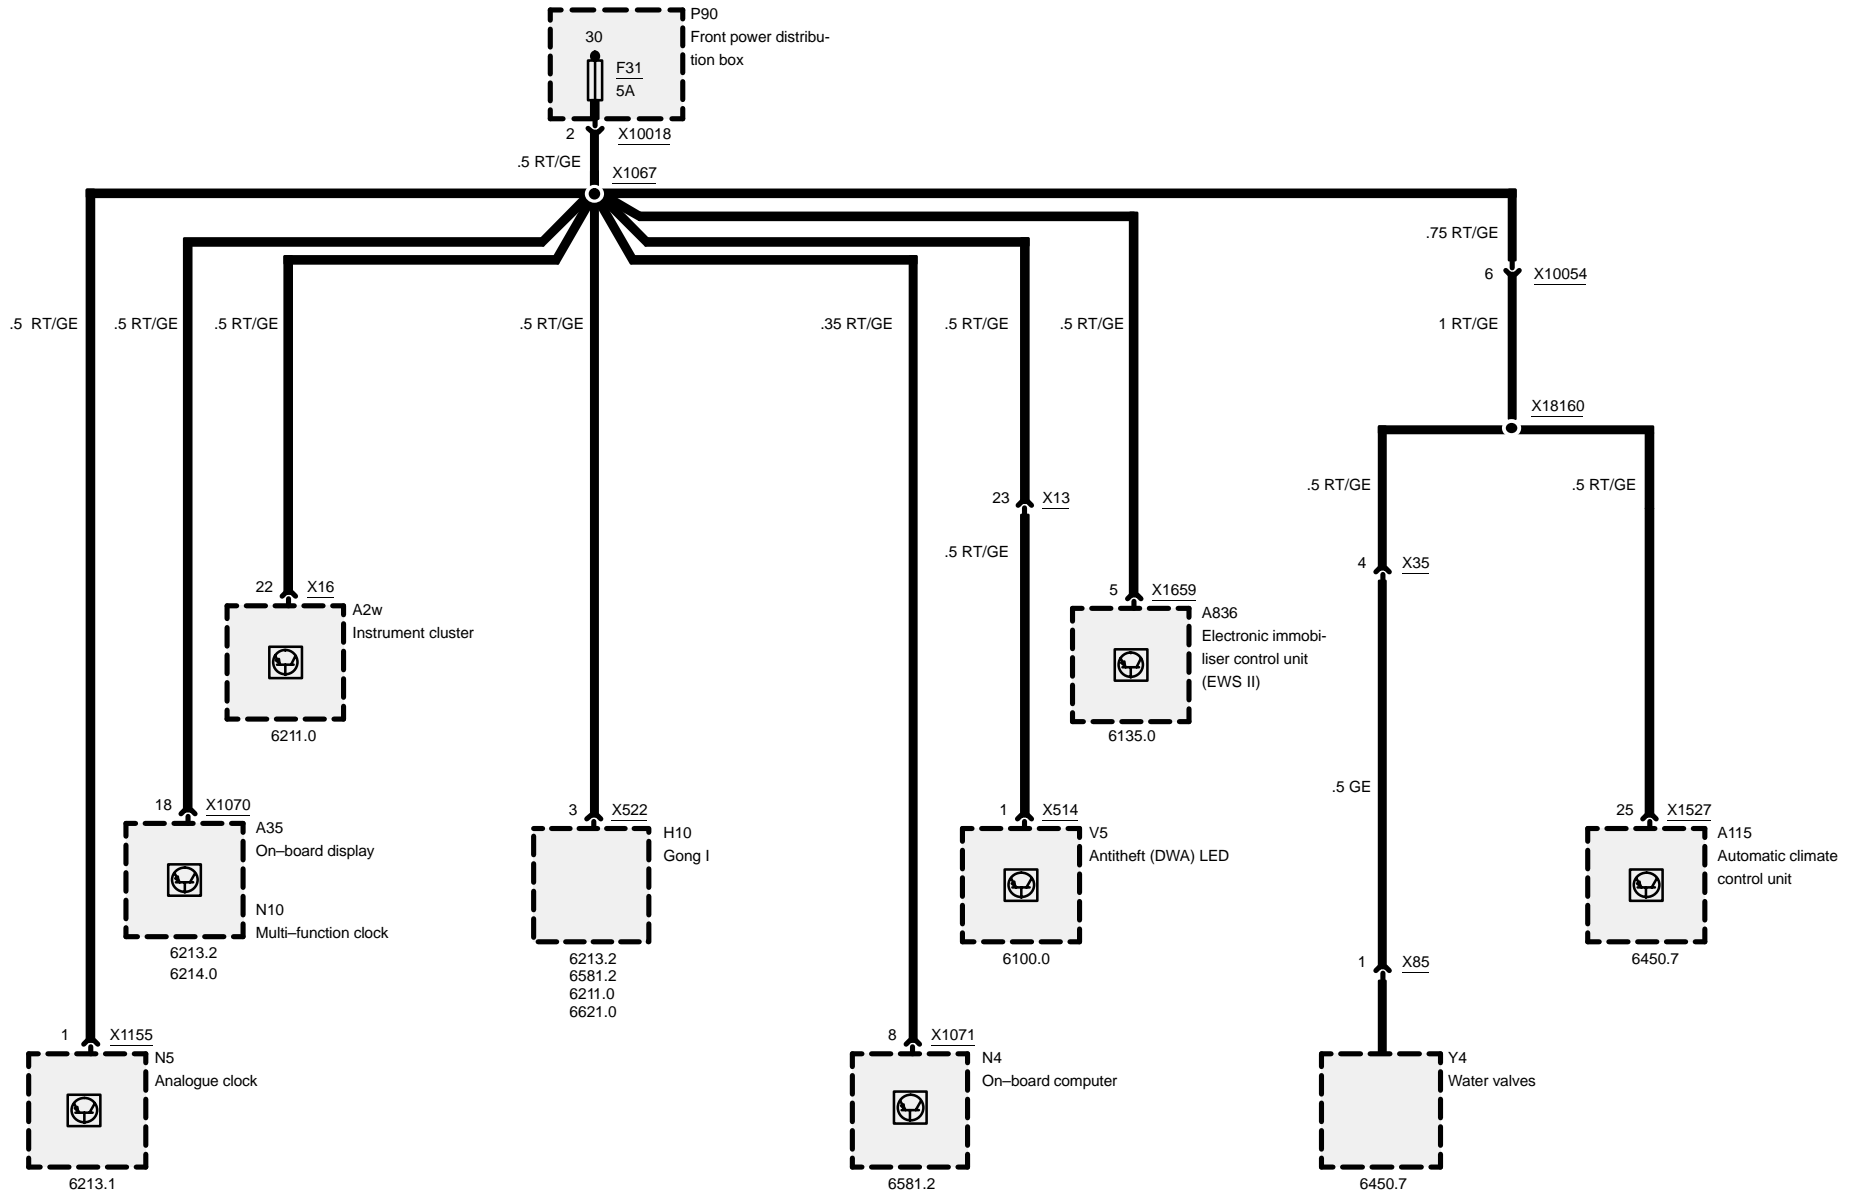 P90
Front power distribu-
tion box
30
F31
5A
2 X10018
.5 RT/GE
X1067
.75 RT/GE
6 X10054
.5  RT/GE
.5 RT/GE
.5 RT/GE
.5 RT/GE
.35 RT/GE
.5 RT/GE
.5 RT/GE
1 RT/GE
X18160
.5 RT/GE
.5 RT/GE
23 X13
.5 RT/GE
4 X35
22 X16
A2w
Instrument cluster
6211.0
5 X1659
A836
Electronic immobi-
liser control unit
(EWS II)
6135.0
.5 GE
18 X1070
A35
On–board display
N10
Multi–function clock
6213.2
6214.0
3 X522
H10
Gong I
6213.2
6581.2
6211.0
6621.0
1 X514
V5
Antitheft (DWA) LED
6100.0
25 X1527
A115
Automatic climate
control unit
6450.7
1 X85
1 X1155
N5
Analogue clock
6213.1
8 X1071
N4
On–board computer
6581.2
Y4
Water valves
6450.7